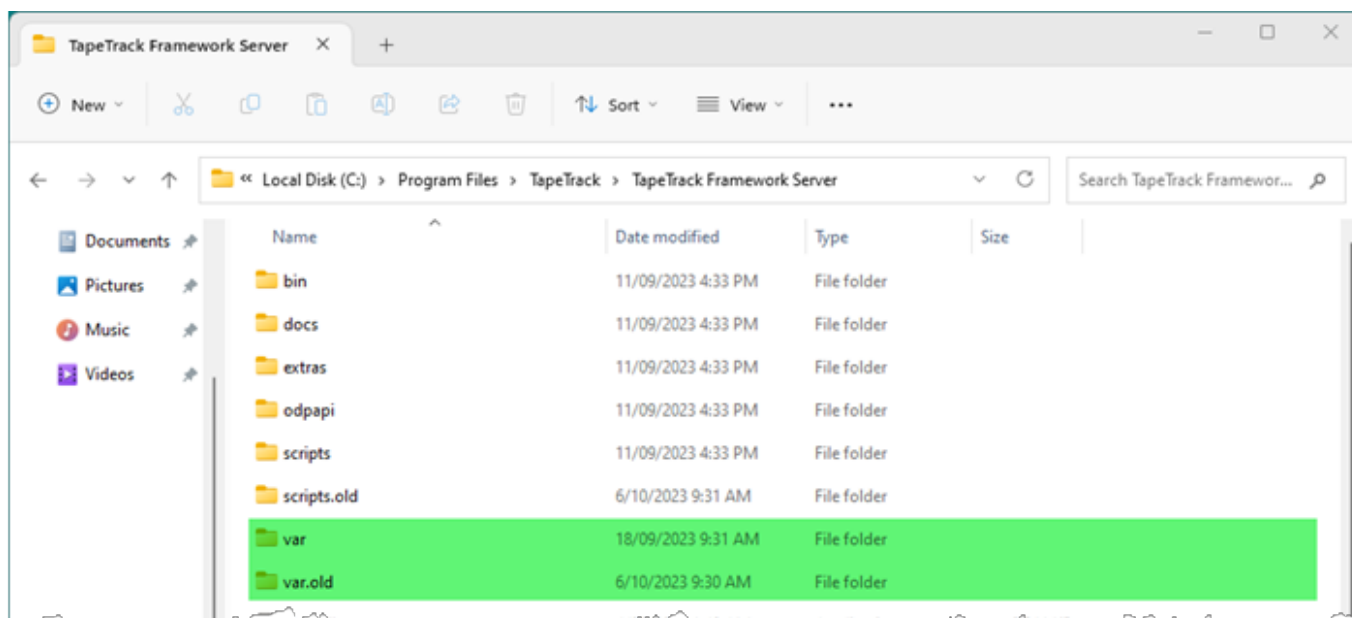 TapeTrack Framework Server
New
Sort
View
« Local Disk (C:) > Program Files > TapeTrack > TapeTrack Framework Server
Search TapeTrack Framewor...
Documents
Pictures
Music
Videos
Name Date modified Type Size
bin 11/09/2023 4:33 PM File folder
docs 11/09/2023 4:33 PM File folder
extras 11/09/2023 4:33 PM File folder
odpapi 11/09/2023 4:33 PM File folder
scripts 11/09/2023 4:33 PM File folder
scripts.old 6/10/2023 9:31 AM File folder
var 18/09/2023 9:31 AM File folder
var.old 6/10/2023 9:30 AM File folder